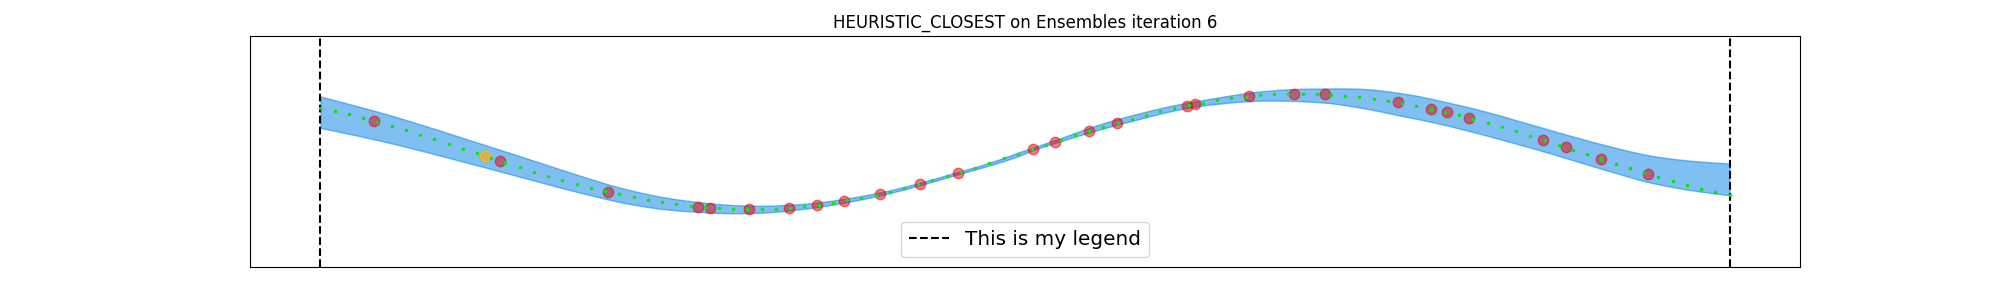 HEURISTIC_CLOSEST on Ensembles iteration 6
This is my legend